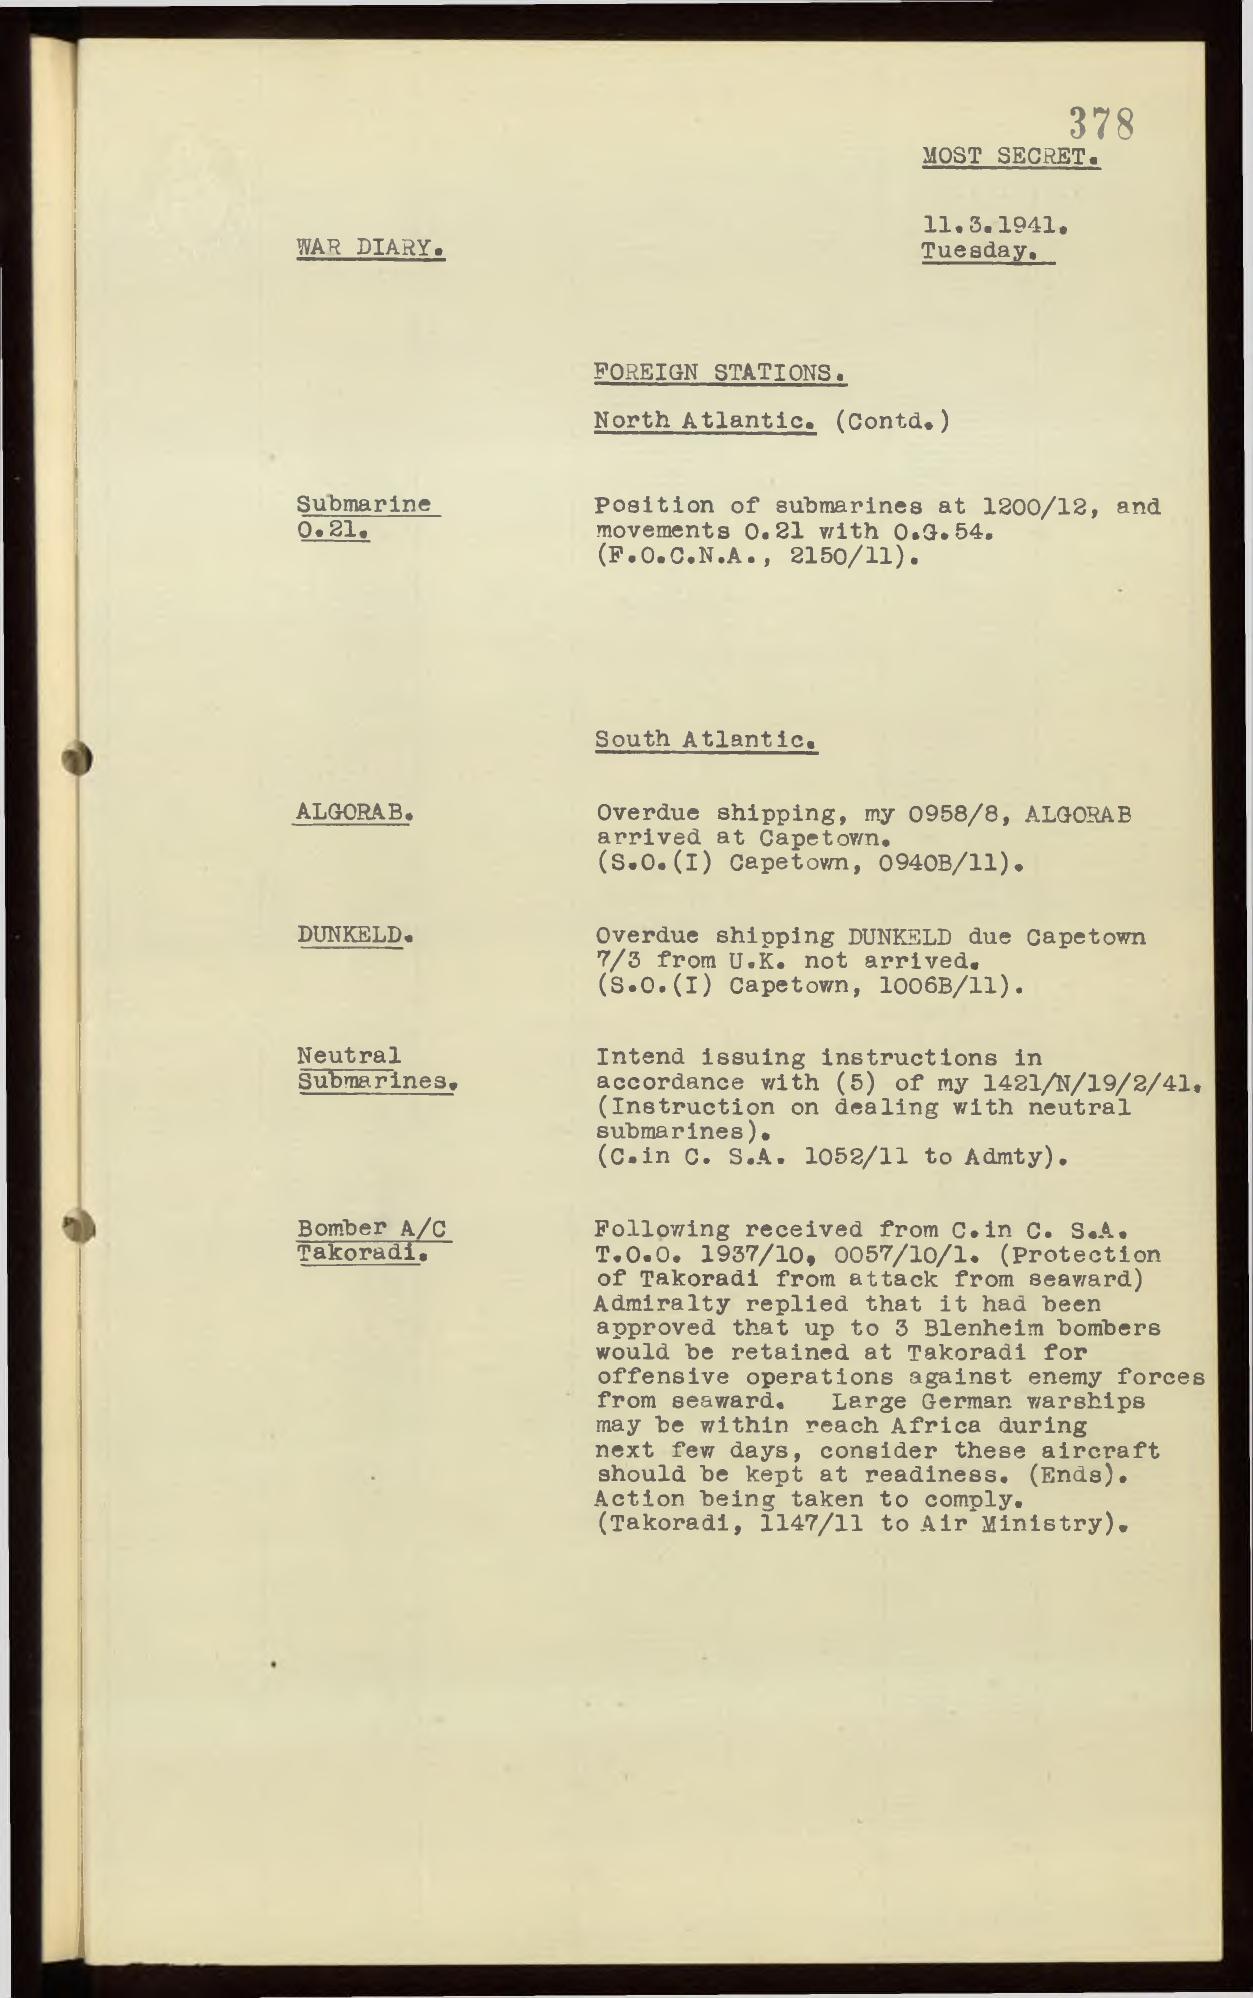 378
MOST SECRET.
11.3.1941.
WAR DIARY.
Tuesday.
FOREIGN STATIONS.
North Atlantic. (Contd.)
Submarine
O.21.
Position of submarines at 1200/12, and
movements O.21 with O.G.54.
(F.O.C.N.A., 2150/11).
South Atlantic.
ALGORAB.
Overdue shipping, my 0958/8, ALGORAB
arrived at Capetown.
(S.O.(I) Capetown, 0940B/11).
DUNKELD.
Overdue shipping DUNKELD due Capetown
7/3 from U.K. not arrived.
(S.O.(I) Capetown, 1006B/11).
Neutral
Submarines.
Intend issuing instructions in
accordance with (5) of my 1421/N/19/2/41.
(Instruction on dealing with neutral
submarines).
(C.in C. S.A. 1052/11 to Admty).
Bomber A/C
Takoradi.
Following received from C.in C. S.A.
T.O.O. 1937/10, 0057/10/1. (Protection
of Takoradi from attack from seaward)
Admiralty replied that it had been
approved that up to 3 Blenheim bombers
would be retained at Takoradi for
offensive operations against enemy forces
from seaward. Large German warships
may be within reach Africa during
next few days, consider these aircraft
should be kept at readiness. (Ends).
Action being taken to comply.
(Takoradi, 1147/11 to Air Ministry).